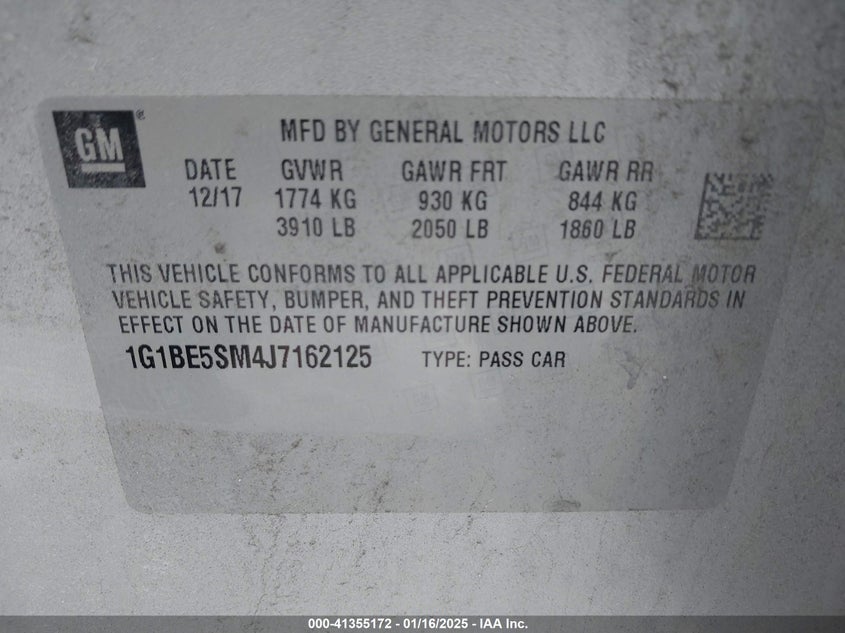 GM ®
MFD BY GENERAL MOTORS LLC
DATE GVWR GAWR FRT GAWR RR
12/17 1774 KG 930 KG 844 KG
3910 LB 2050 LB 1860 LB
THIS VEHICLE CONFORMS TO ALL APPLICABLE U.S. FEDERAL MOTOR
VEHICLE SAFETY, BUMPER, AND THEFT PREVENTION STANDARDS IN
EFFECT ON THE DATE OF MANUFACTURE SHOWN ABOVE.
1G1BE5SM4J7162125 TYPE: PASS CAR
000-41355172 - 01/16/2025 - IAA Inc.